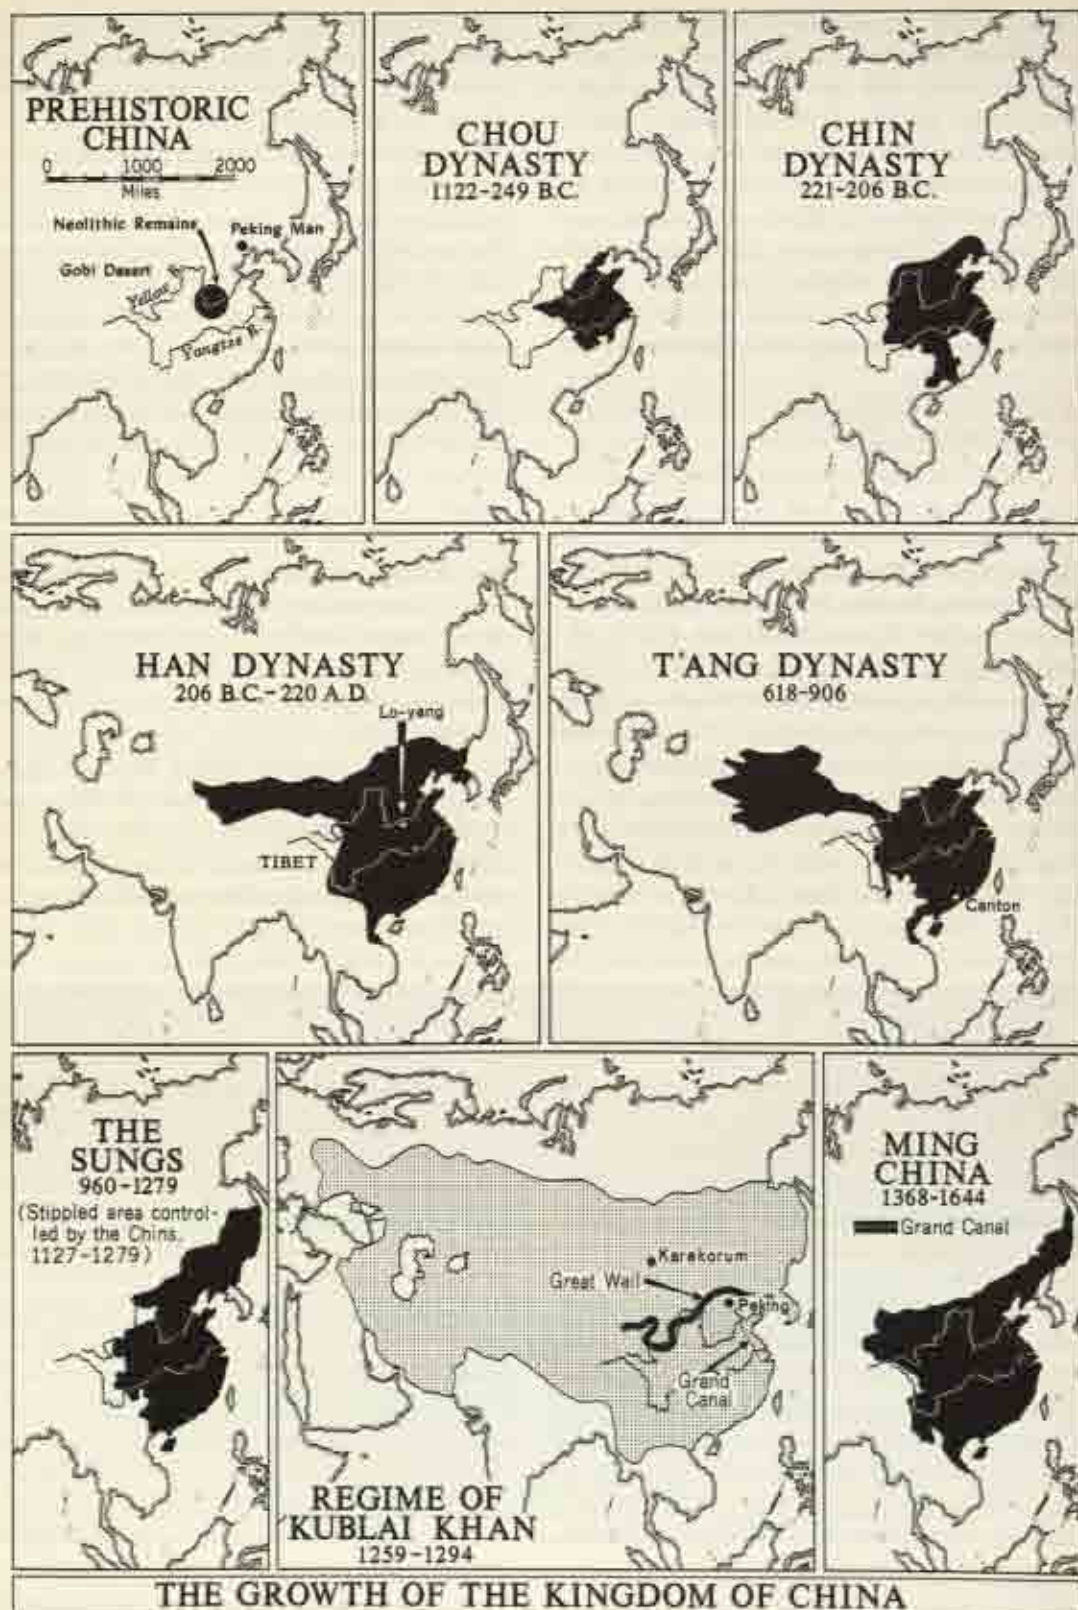 PREHISTORIC
CHINA
0 1000 2000
Miles
Neolithic Remains
Peking Man
Gobi Desert
Yellow
Yangtze R.
CHOU
DYNASTY
1122-249 B.C.
CHIN
DYNASTY
221-206 B.C.
HAN DYNASTY
206 B.C.-220 A.D.
Lo-yang
TIBET
T'ANG DYNASTY
618-906
Canton
THE
SUNGS
960-1279
(Stippled area control-
led by the Chins,
1127-1279)
Karakorum
Great Wall
Peking
Grand
Canal
REGIME OF
KUBLAI KHAN
1259-1294
MING
CHINA
1368-1644
Grand Canal
THE GROWTH OF THE KINGDOM OF CHINA